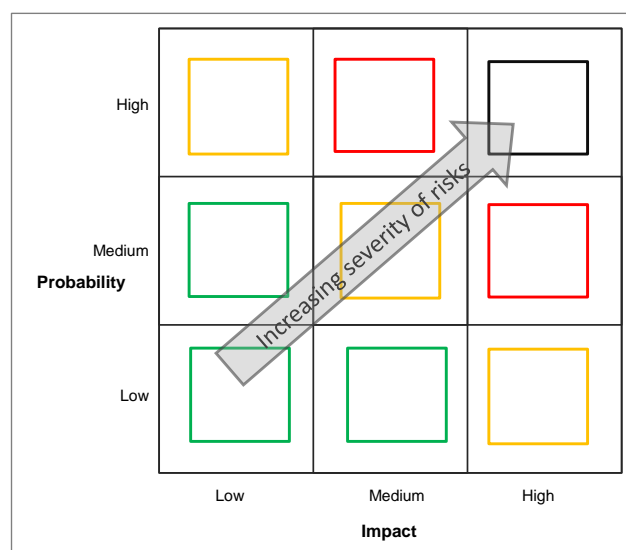 High
Medium
Probability
Low
Increasing severity of risks
Low Medium High
Impact